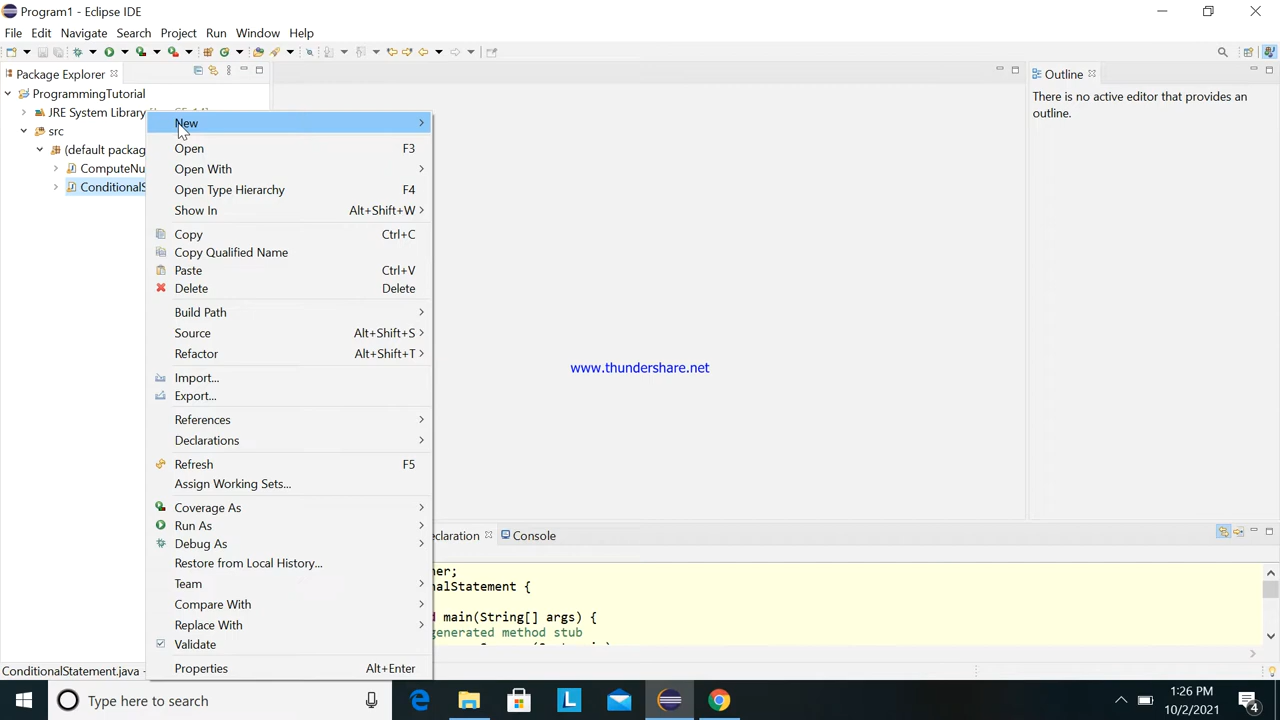 Program1 - Eclipse IDE
File Edit Navigate Search Project Run Window Help
Package Explorer
Outline
ProgrammingTutorial
There is no active editor that provides an
outline.
JRE System Library
src
(default packag
ComputeNu
ConditionalS
New
Open F3
Open With
Open Type Hierarchy F4
Show In Alt+Shift+W
Copy Ctrl+C
Copy Qualified Name
Paste Ctrl+V
Delete Delete
Build Path
Source Alt+Shift+S
Refactor Alt+Shift+T
Import...
Export...
References
Declarations
Refresh F5
Assign Working Sets...
Coverage As
Run As
Debug As
Restore from Local History...
Team
Compare With
Replace With
Validate
Properties Alt+Enter
www.thundershare.net
eclaration Console
ner;
nalStatement {
d main(String[] args) {
generated method stub
ConditionalStatement.java -
Type here to search
1:26 PM
10/2/2021
4